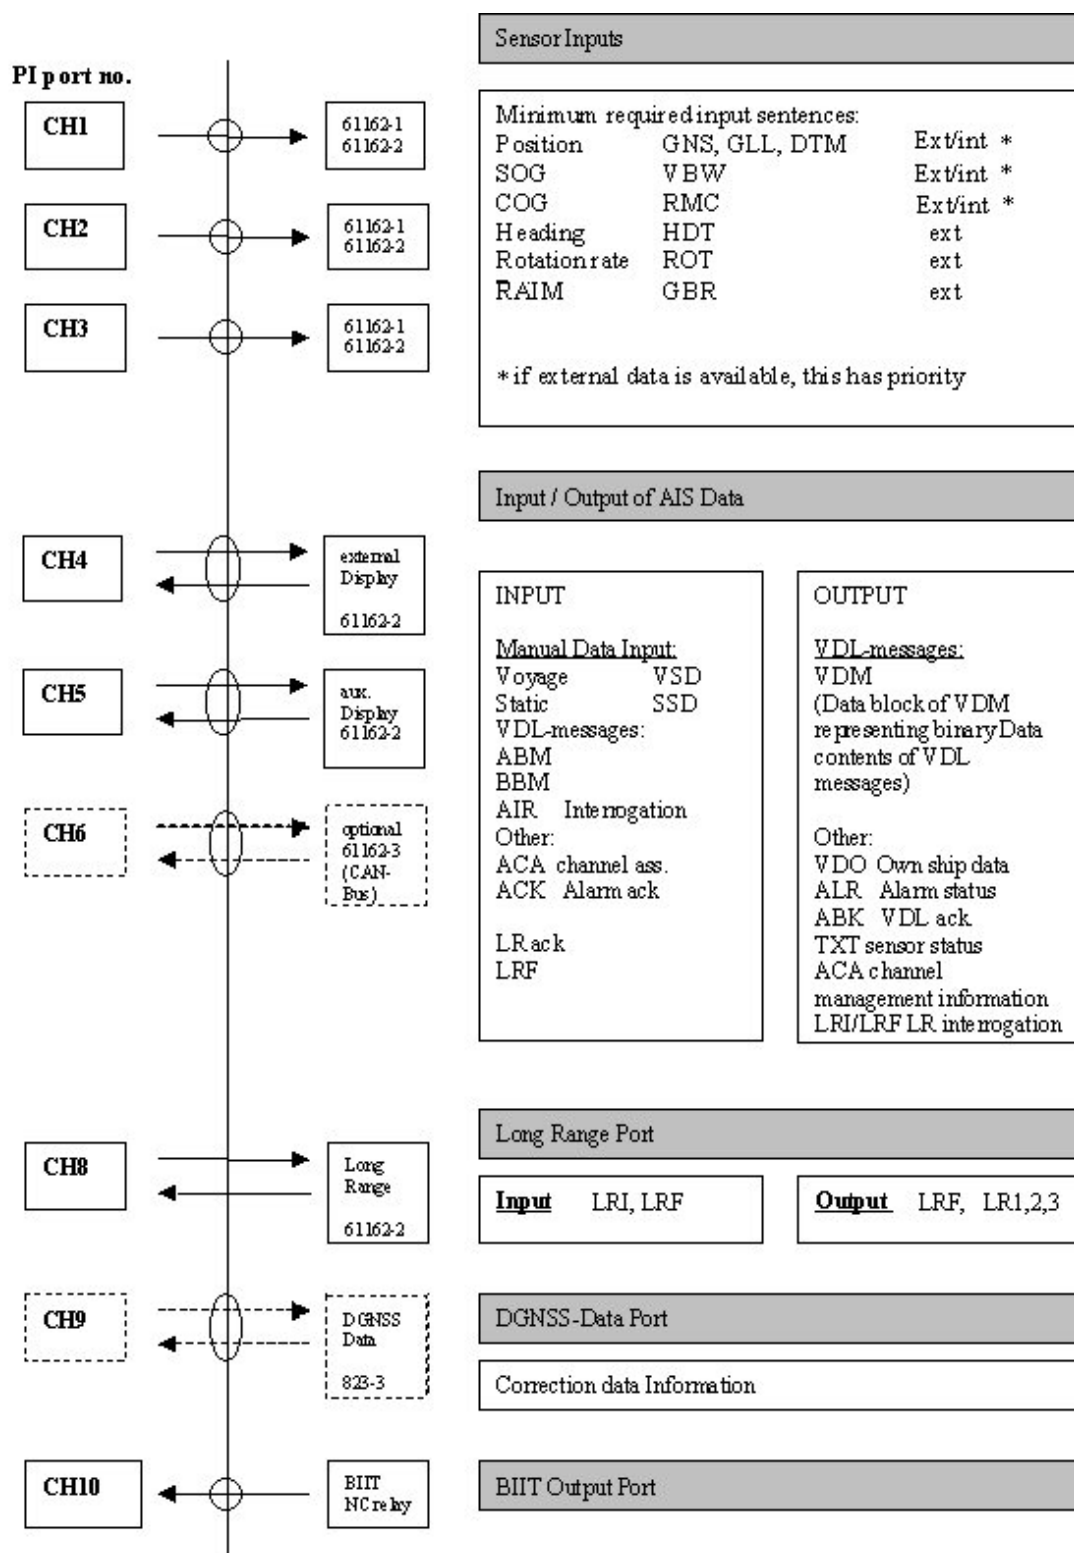 Sensor Inputs
PI port no.
CH1
61162-1
61162-2
Minimum required input sentences:
Position GNS, GLL, DTM Ext/int *
SOG VBW Ext/int *
COG RMC Ext/int *
Heading HDT ext
Rotation rate ROT ext
RAIM GBR ext
* if external data is available, this has priority
CH2
61162-1
61162-2
CH3
61162-1
61162-2
Input / Output of AIS Data
CH4
external
Display
61162-2
CH5
aux.
Display
61162-2
CH6
optional
61162-3
(CAN-
Bus)
INPUT
Manual Data Input:
Voyage VSD
Static SSD
VDL-messages:
ABM
BBM
AIR Interrogation
Other:
ACA channel ass.
ACK Alarm ack
LR ack
LRF
OUTPUT
VDL-messages:
VDM
(Data block of VDM
representing binary Data
contents of VDL
messages)
Other:
VDO Own ship data
ALR Alarm status
ABK VDL ack
TXT sensor status
ACA channel
management information
LRI/LRF LR interrogation
Long Range Port
CH8
Long
Range
61162-2
Input LRI, LRF
Output LRF, LR1,2,3
CH9
DGNSS
Data
823-3
DGNSS-Data Port
Correction data Information
CH10
BIIT
NC relay
BIIT Output Port